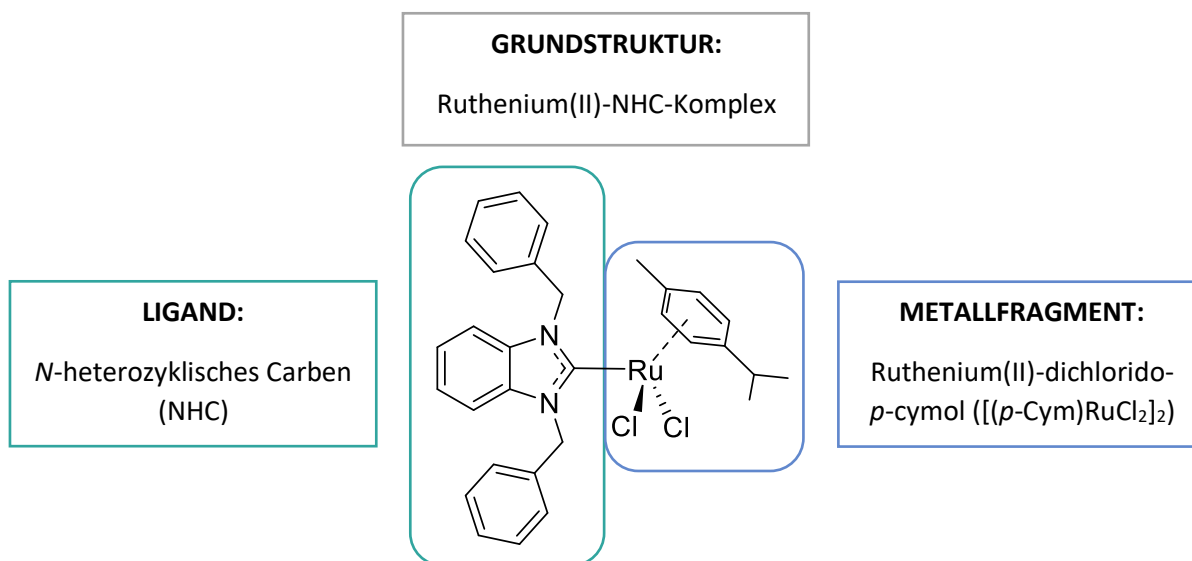 GRUNDSTRUKTUR:
Ruthenium(II)-NHC-Komplex
LIGAND:
N-heterozyklisches Carben
(NHC)
N
N
Ru
Cl
Cl
METALLFRAGMENT:
Ruthenium(II)-dichlorido-
p-cymol ([(p-Cym)RuCl₂]₂)